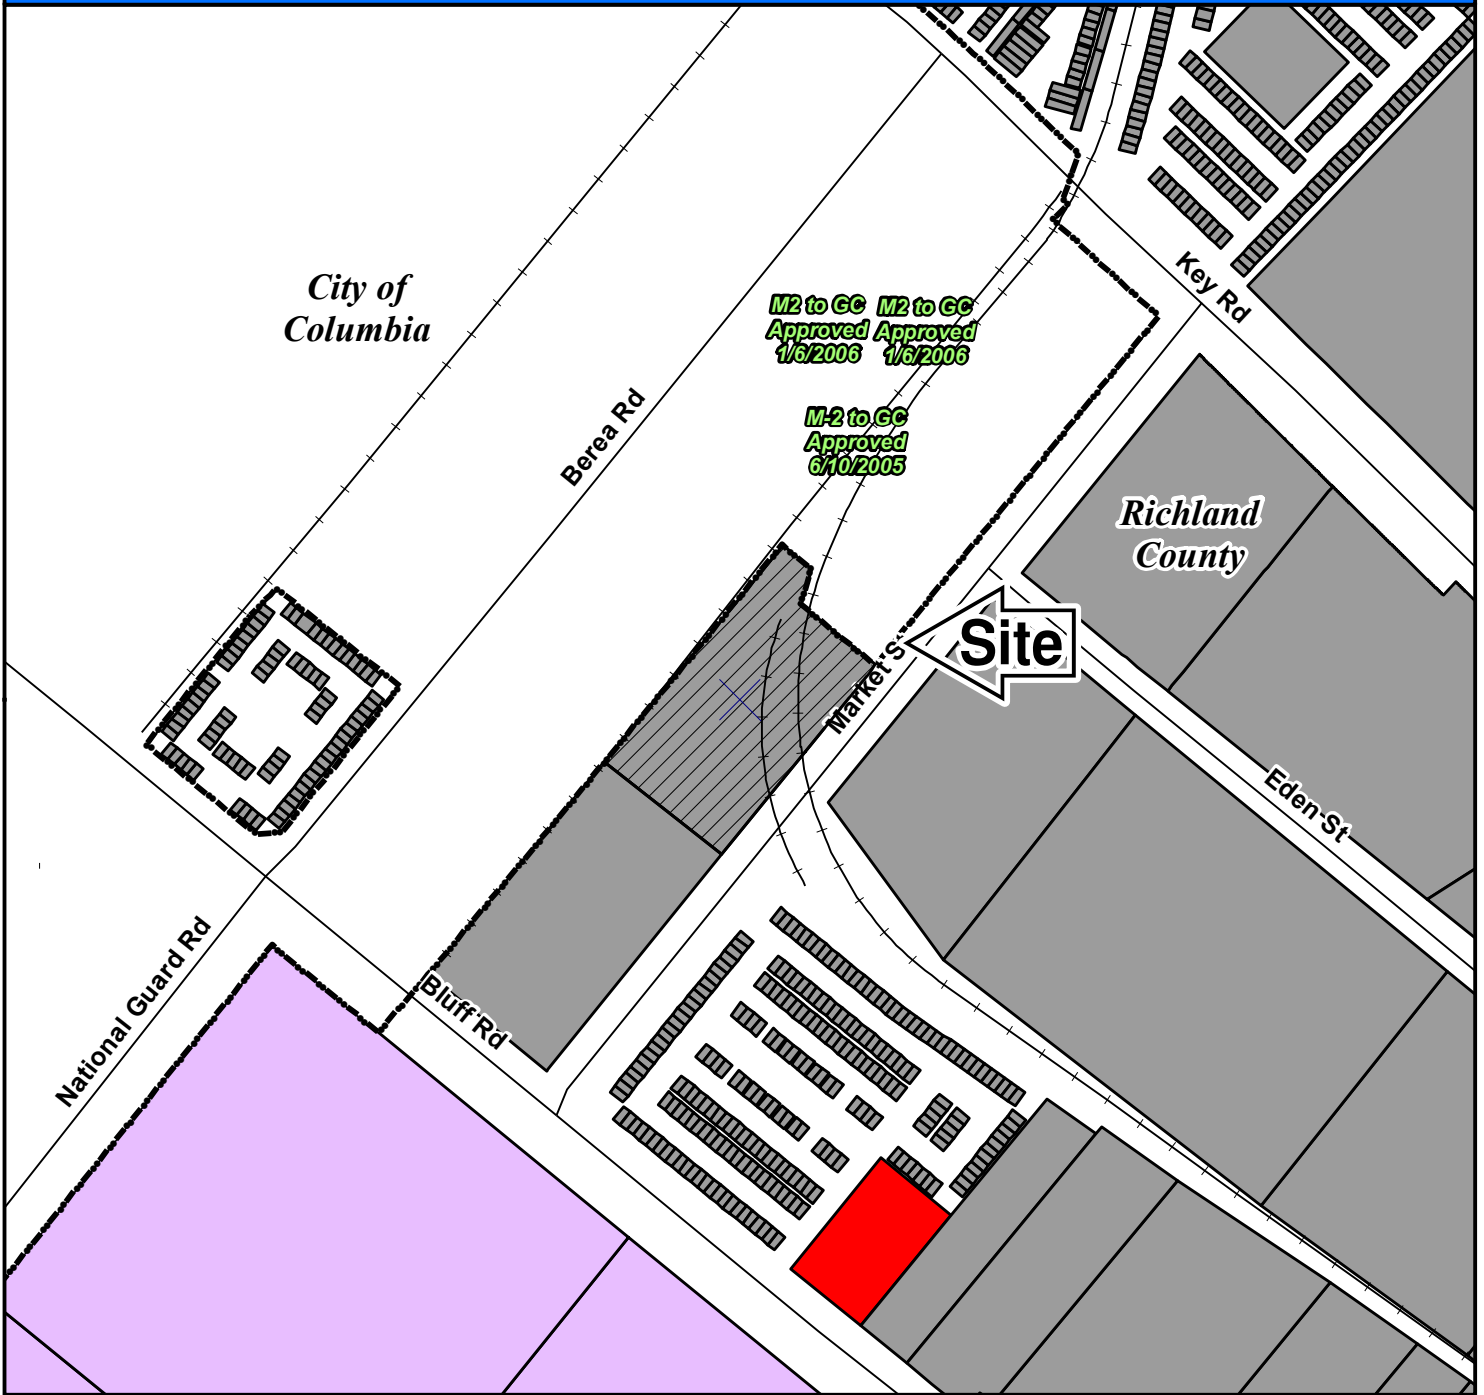 City of
Columbia
Key Rd
M2 to GC
Approved
1/6/2006
M2 to GC
Approved
1/6/2006
Berea Rd
M-2 to GC
Approved
6/10/2005
Richland
County
Site
Market S
Eden St
National Guard Rd
Bluff Rd